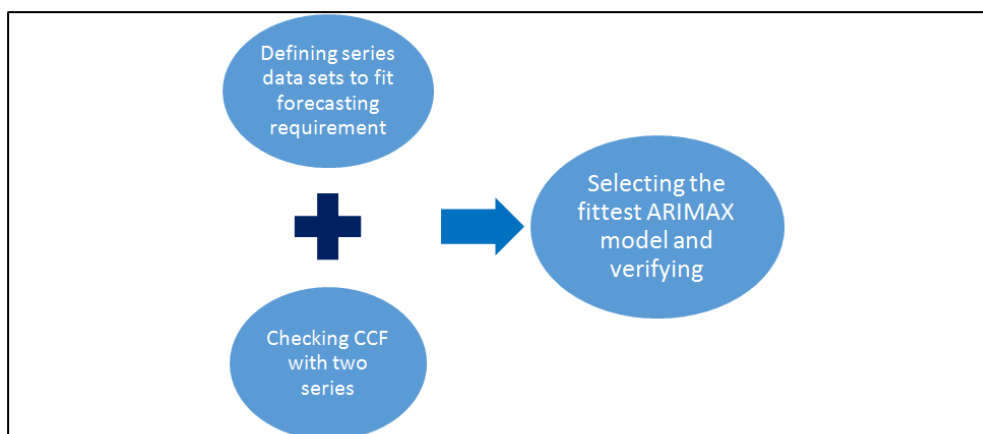 Defining series
data sets to fit
forecasting
requirement
Selecting the
fittest ARIMAX
model and
verifying
Checking CCF
with two
series